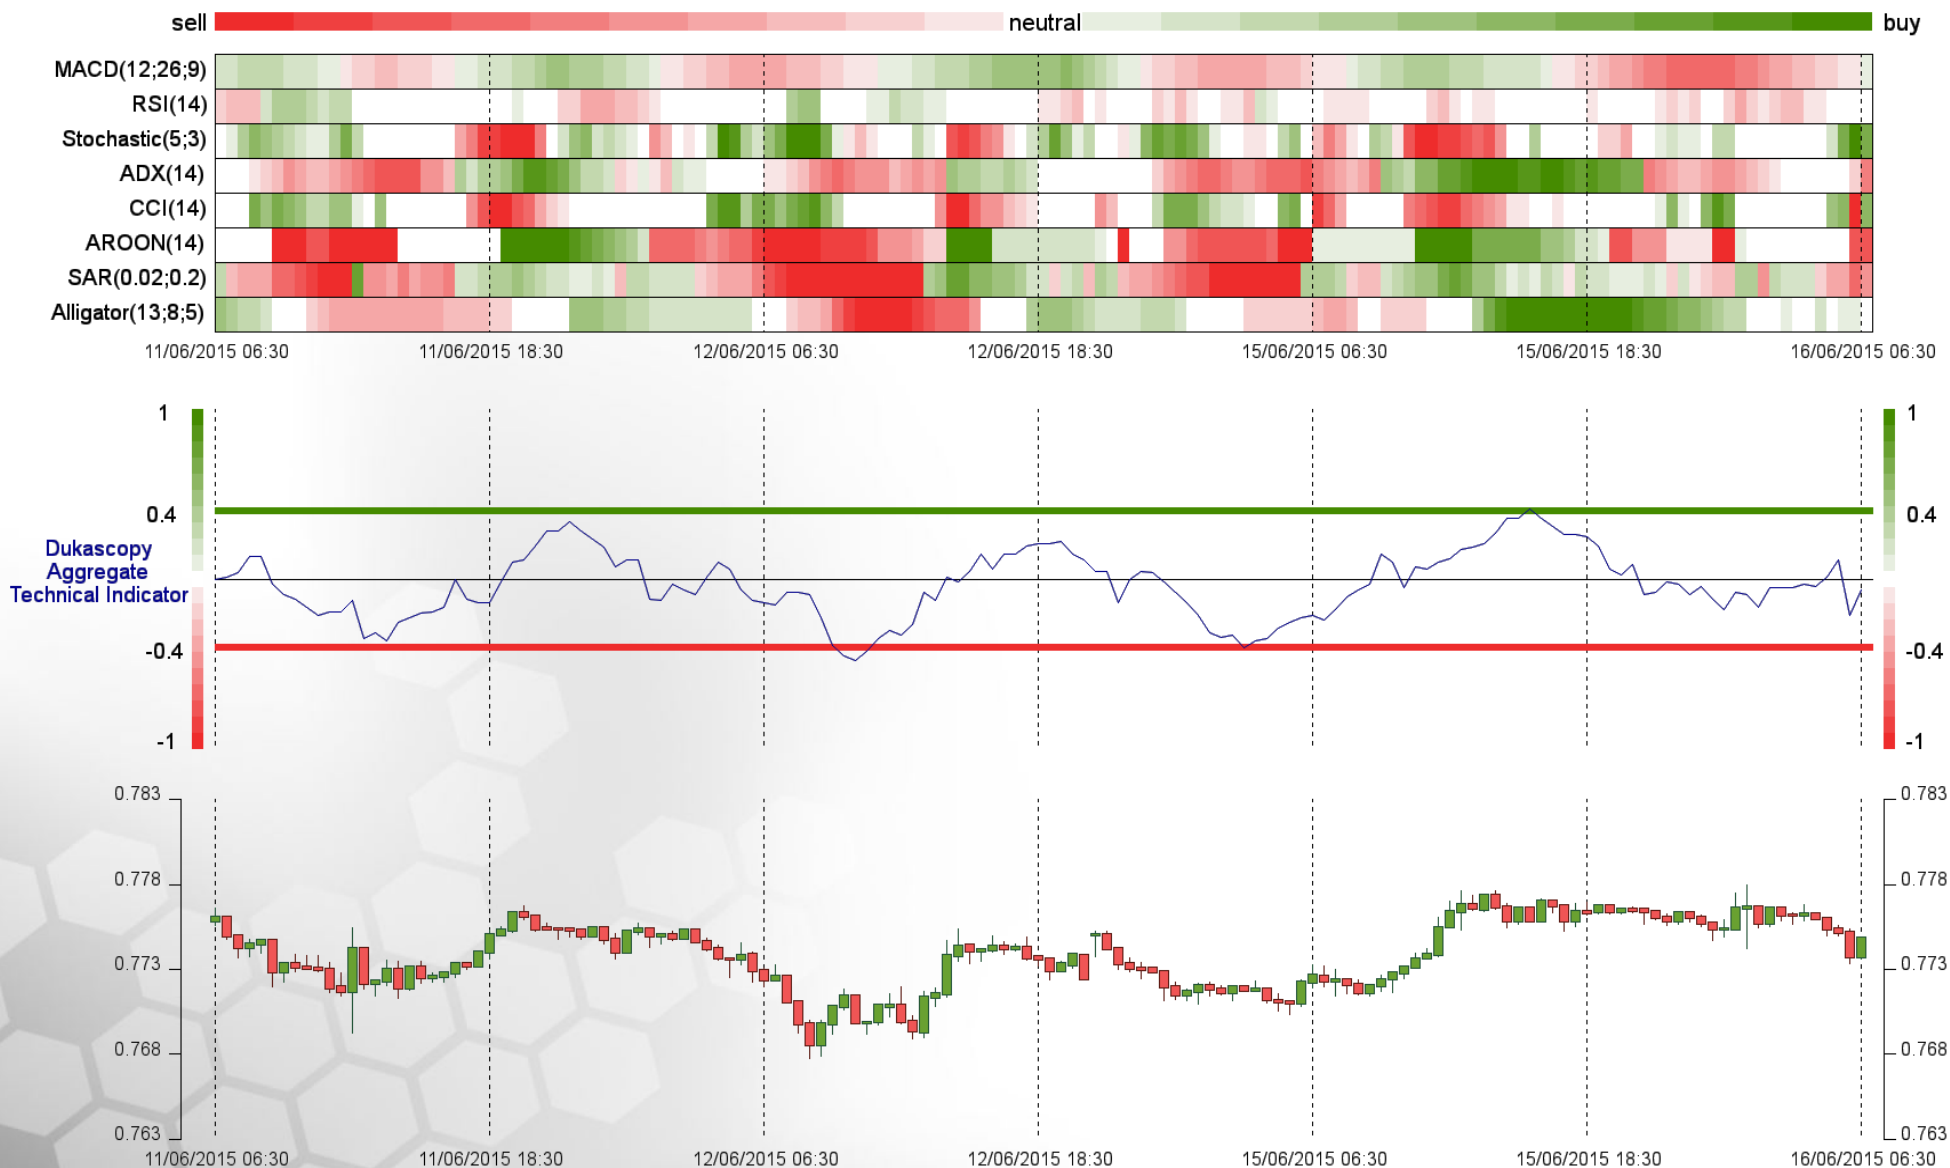 sell neutral buy
MACD(12;26;9)
RSI(14)
Stochastic(5;3)
ADX(14)
CCI(14)
AROON(14)
SAR(0.02;0.2)
Alligator(13;8;5)
11/06/2015 06:30 11/06/2015 18:30 12/06/2015 06:30 12/06/2015 18:30 15/06/2015 06:30 15/06/2015 18:30 16/06/2015 06:30
1 1
0.4 0.4
Dukascopy
Aggregate
Technical Indicator
-0.4 -0.4
-1 -1
0.783 0.783
0.778 0.778
0.773 0.773
0.768 0.768
0.763 0.763
11/06/2015 06:30 11/06/2015 18:30 12/06/2015 06:30 12/06/2015 18:30 15/06/2015 06:30 15/06/2015 18:30 16/06/2015 06:30